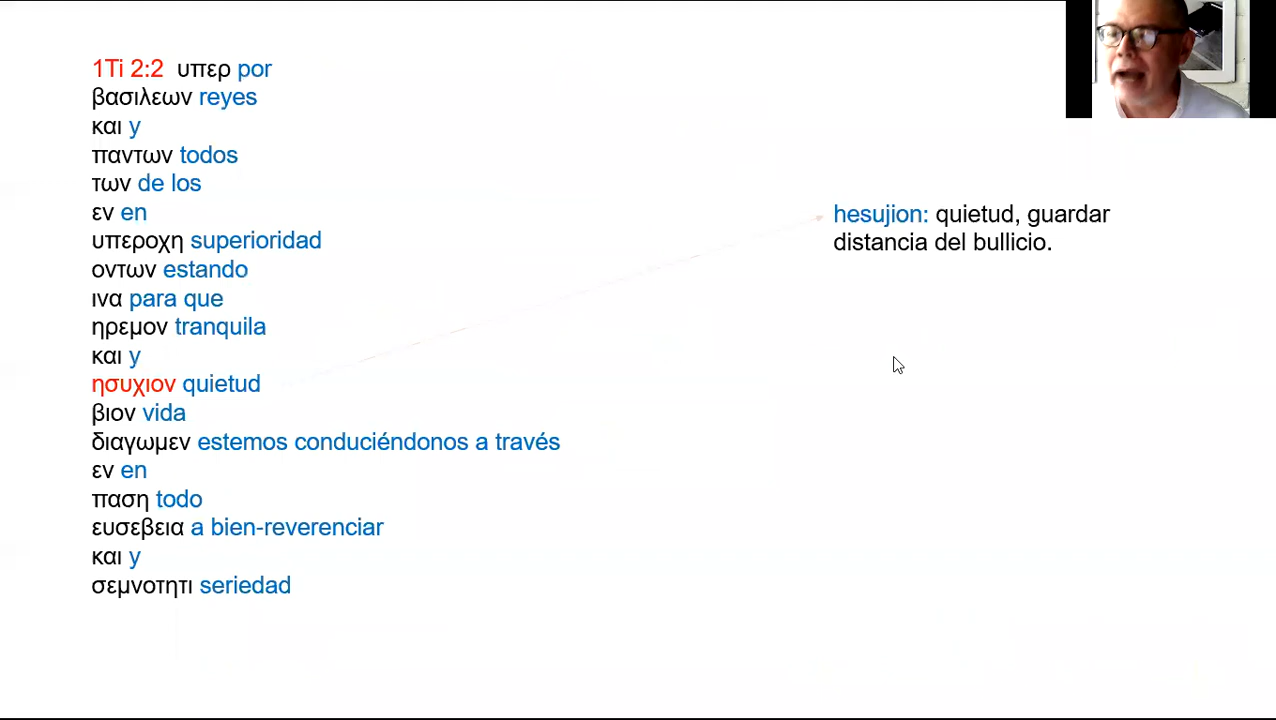 1Ti 2:2 υπερ por
βασιλεων reyes
και y
παντων todos
των de los
εν en
υπεροχη superioridad
οντων estando
ινα para que
ηρεμον tranquila
και y
ησυχιον quietud
βιον vida
διαγωμεν estemos conduciéndonos a través
εν en
παση todo
ευσεβεια a bien-reverenciar
και y
σεμνοτητι seriedad
hesujion: quietud, guardar
distancia del bullicio.